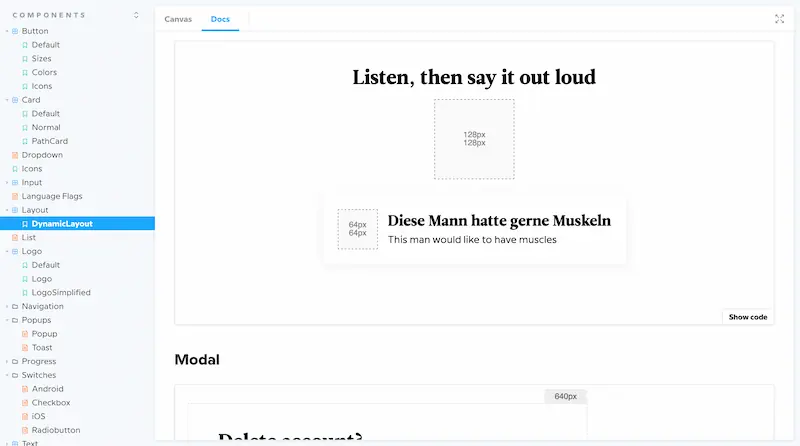 COMPONENTS
Button
Default
Sizes
Colors
Icons
Card
Default
Normal
PathCard
Dropdown
Icons
Input
Language Flags
Layout
DynamicLayout
List
Logo
Default
Logo
LogoSimplified
Navigation
Popups
Popup
Toast
Progress
Switches
Android
Checkbox
iOS
Radiobutton
Text
Canvas
Docs
Listen, then say it out loud
128px
128px
64px
64px
Diese Mann hatte gerne Muskeln
This man would like to have muscles
Show code
Modal
640px
Delete account?